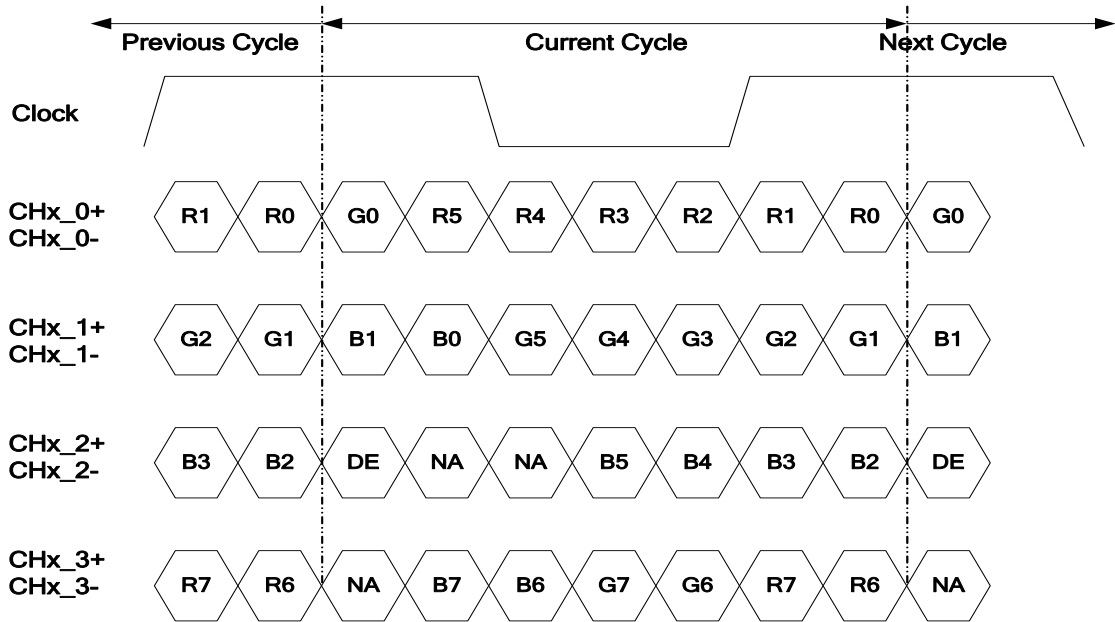 Previous Cycle Current Cycle Next Cycle
Clock
CHx_0+
CHx_0-
R1 R0 G0 R5 R4 R3 R2 R1 R0 G0
CHx_1+
CHx_1-
G2 G1 B1 B0 G5 G4 G3 G2 G1 B1
CHx_2+
CHx_2-
B3 B2 DE NA NA B5 B4 B3 B2 DE
CHx_3+
CHx_3-
R7 R6 NA B7 B6 G7 G6 R7 R6 NA